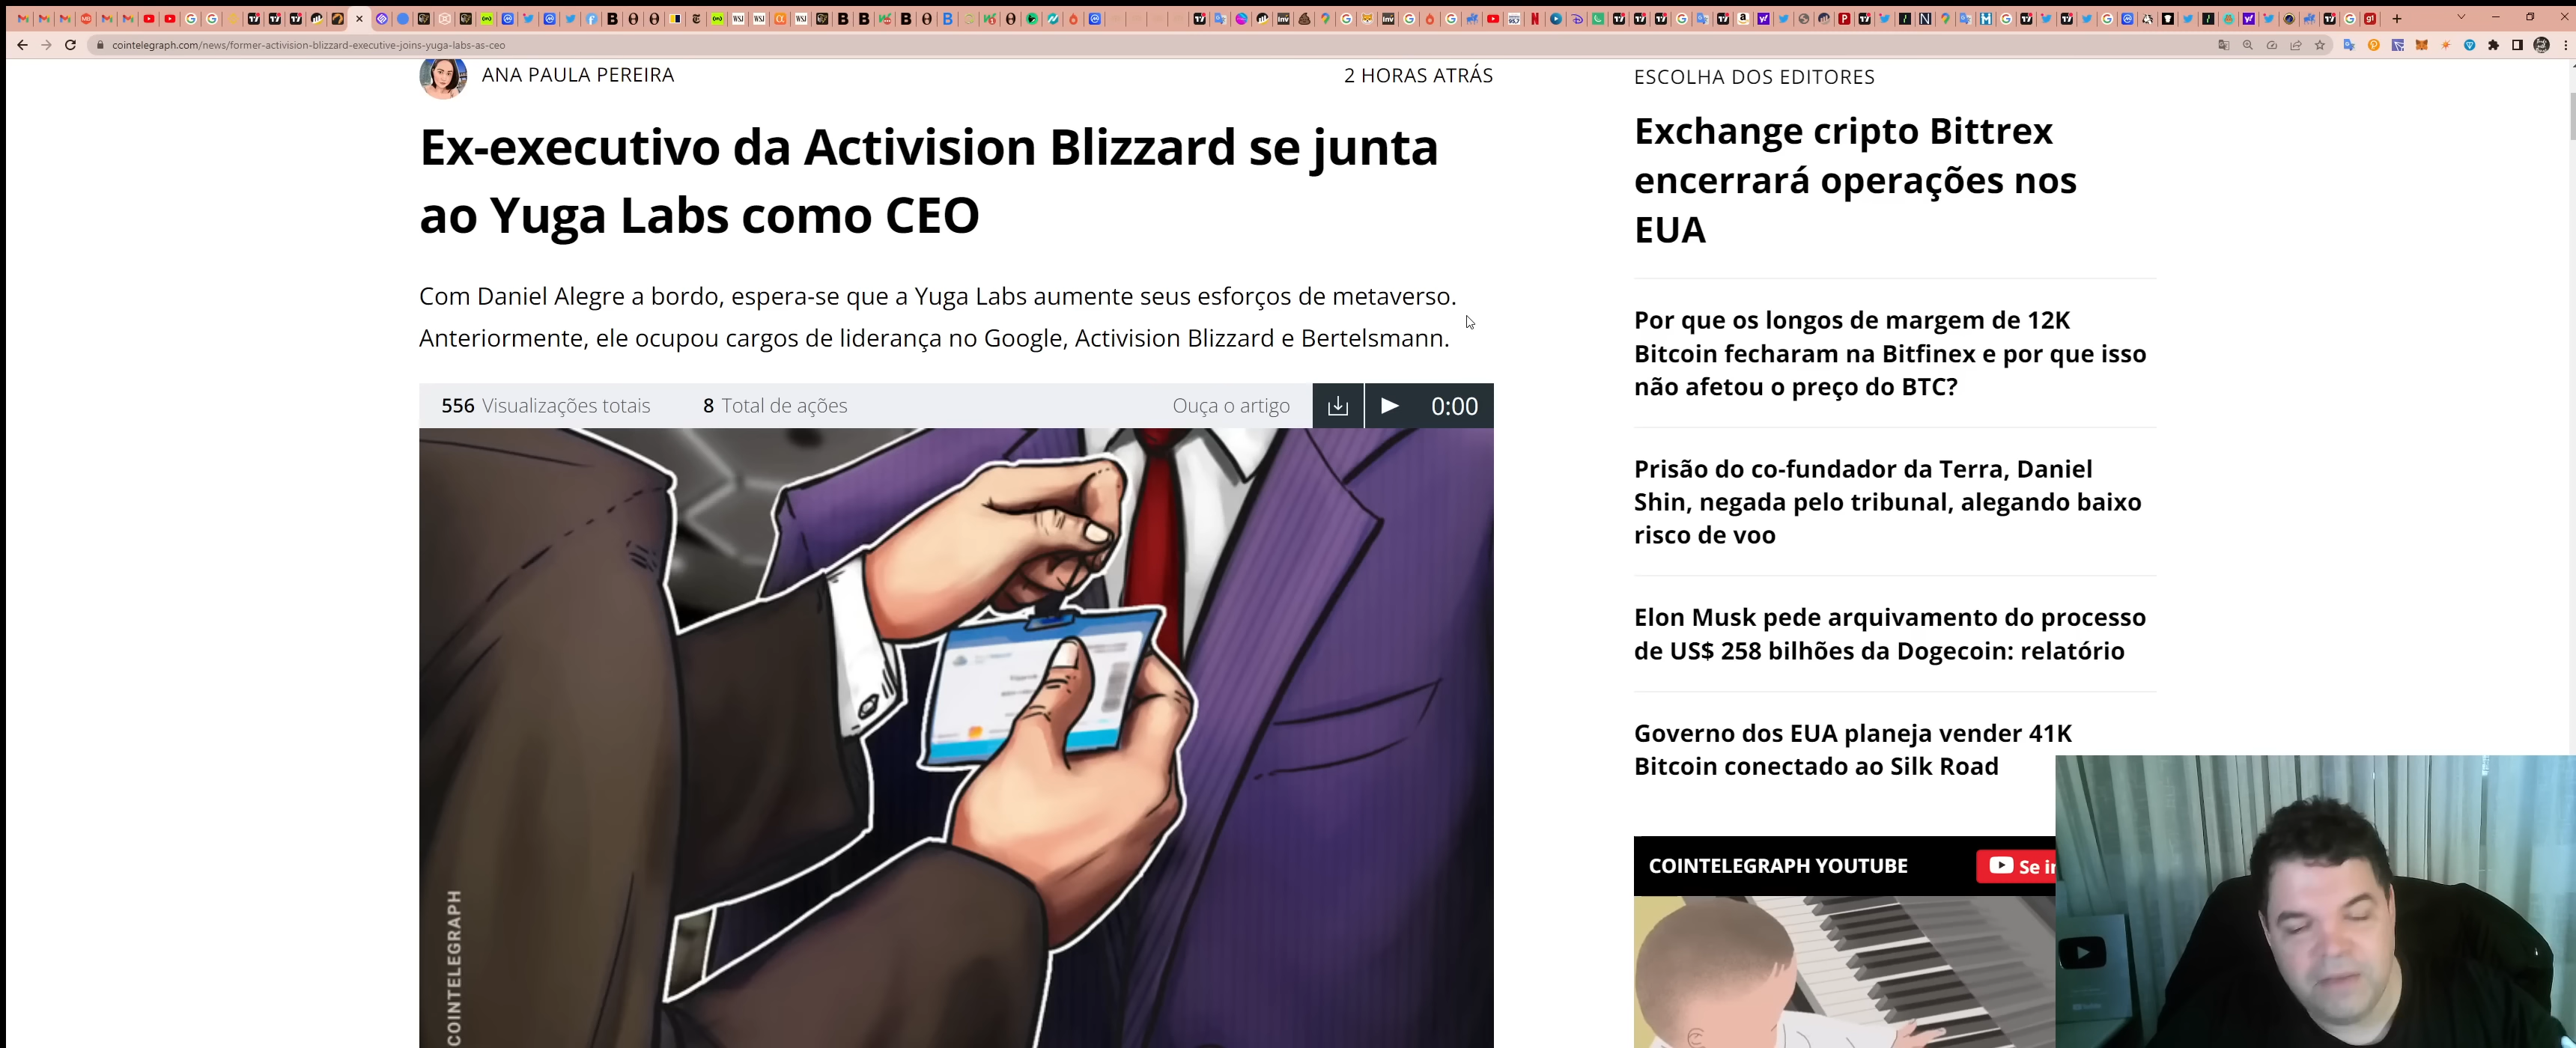 cointelegraph.com/news/former-activision-blizzard-executive-joins-yuga-labs-as-ceo
ANA PAULA PEREIRA
2 HORAS ATRÁS
Ex-executivo da Activision Blizzard se junta
ao Yuga Labs como CEO
Com Daniel Alegre a bordo, espera-se que a Yuga Labs aumente seus esforços de metaverso.
Anteriormente, ele ocupou cargos de liderança no Google, Activision Blizzard e Bertelsmann.
556 Visualizações totais
8 Total de ações
Ouça o artigo
0:00
COINTELEGRAPH
ESCOLHA DOS EDITORES
Exchange cripto Bittrex
encerrará operações nos
EUA
Por que os longos de margem de 12K
Bitcoin fecharam na Bitfinex e por que isso
não afetou o preço do BTC?
Prisão do co-fundador da Terra, Daniel
Shin, negada pelo tribunal, alegando baixo
risco de voo
Elon Musk pede arquivamento do processo
de US$ 258 bilhões da Dogecoin: relatório
Governo dos EUA planeja vender 41K
Bitcoin conectado ao Silk Road
COINTELEGRAPH YOUTUBE
Se